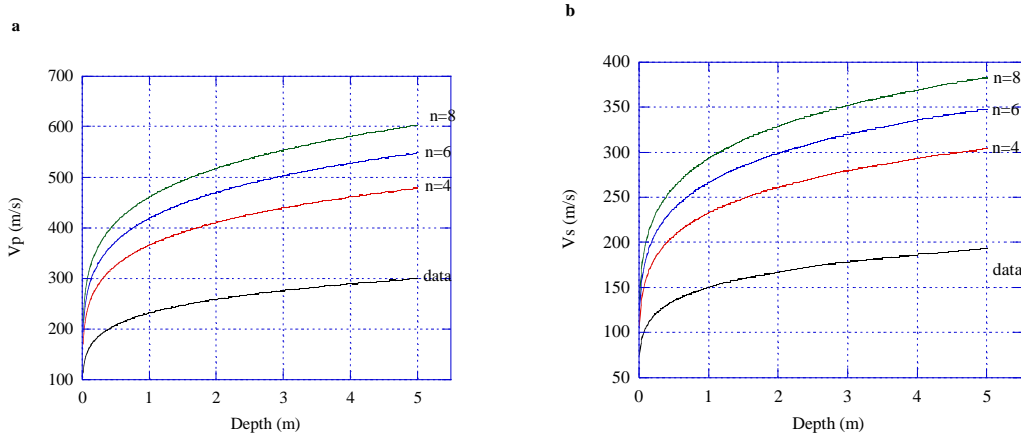 a
700
600
500
400
300
200
100
Vp (m/s)
n=8
n=6
n=4
data
0 1 2 3 4 5
Depth (m)
b
400
350
300
250
200
150
100
50
Vs (m/s)
n=8
n=6
n=4
data
0 1 2 3 4 5
Depth (m)